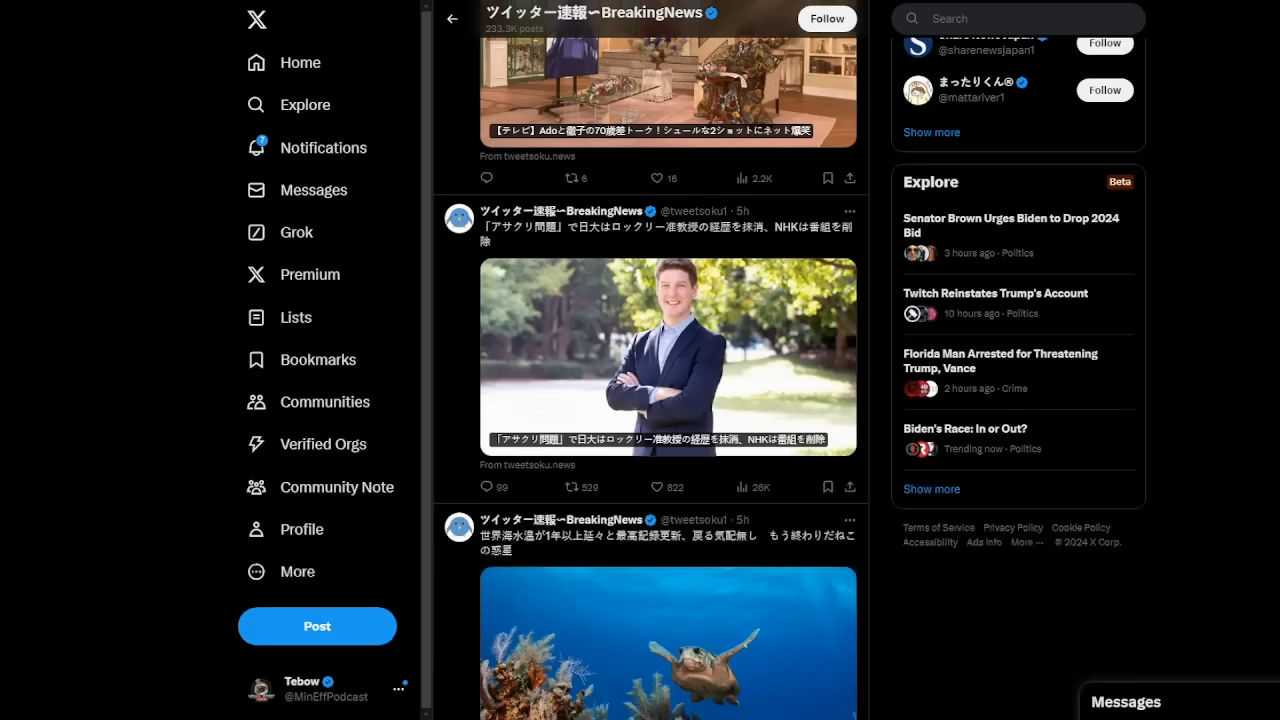 Home
Explore
7
Notifications
Messages
Grok
Premium
Lists
Bookmarks
Communities
Verified Orgs
Community Note
Profile
More
Post
Tebow
@MinEffPodcast
ツイッター速報〜BreakingNews
233.3K posts
Follow
【テレビ】Adoと徹子の70歳差トーク！シュールな2ショットにネット爆笑
From tweetsoku.news
6
16
2.2K
ツイッター速報〜BreakingNews @tweetsoku1 · 5h
「アサクリ問題」で日大はロックリー准教授の経歴を抹消、NHKは番組を削
除
「アサクリ問題」で日大はロックリー准教授の経歴を抹消、NHKは番組を削除
From tweetsoku.news
99
529
822
26K
ツイッター速報〜BreakingNews @tweetsoku1 · 5h
世界海水温が1年以上延々と最高記録更新、戻る気配無し　もう終わりだねこ
の惑星
Search
@sharenewsjapan1
Follow
まったりくん®
@mattariver1
Follow
Show more
Explore
Beta
Senator Brown Urges Biden to Drop 2024
Bid
3 hours ago · Politics
Twitch Reinstates Trump's Account
10 hours ago · Politics
Florida Man Arrested for Threatening
Trump, Vance
2 hours ago · Crime
Biden's Race: In or Out?
Trending now · Politics
Show more
Terms of Service Privacy Policy Cookie Policy
Accessibility Ads info More ··· © 2024 X Corp.
Messages